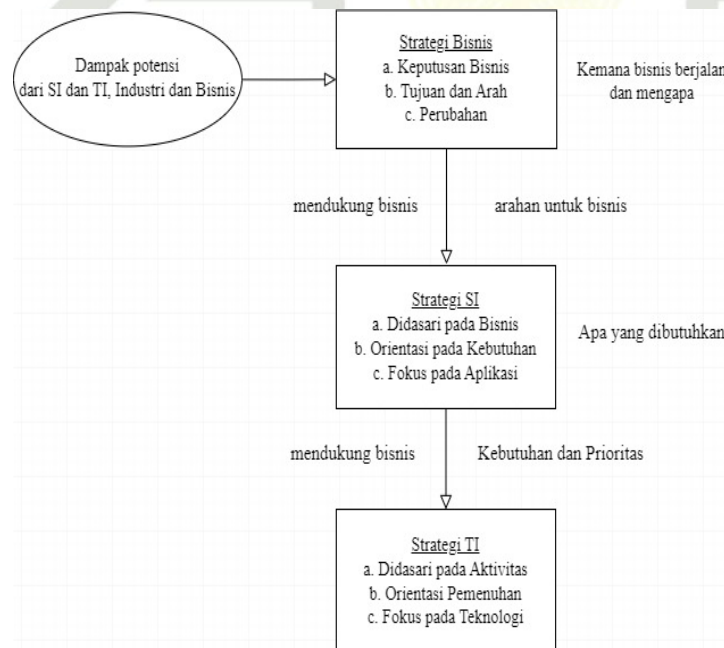 Dampak potensi
dari SI dan TI, Industri dan Bisnis
Strategi Bisnis
a. Keputusan Bisnis
b. Tujuan dan Arah
c. Perubahan
Kemana bisnis berjalan
dan mengapa
mendukung bisnis
arahan untuk bisnis
Strategi SI
a. Didasari pada Bisnis
b. Orientasi pada Kebutuhan
c. Fokus pada Aplikasi
Apa yang dibutuhkan
mendukung bisnis
Kebutuhan dan Prioritas
Strategi TI
a. Didasari pada Aktivitas
b. Orientasi Pemenuhan
c. Fokus pada Teknologi